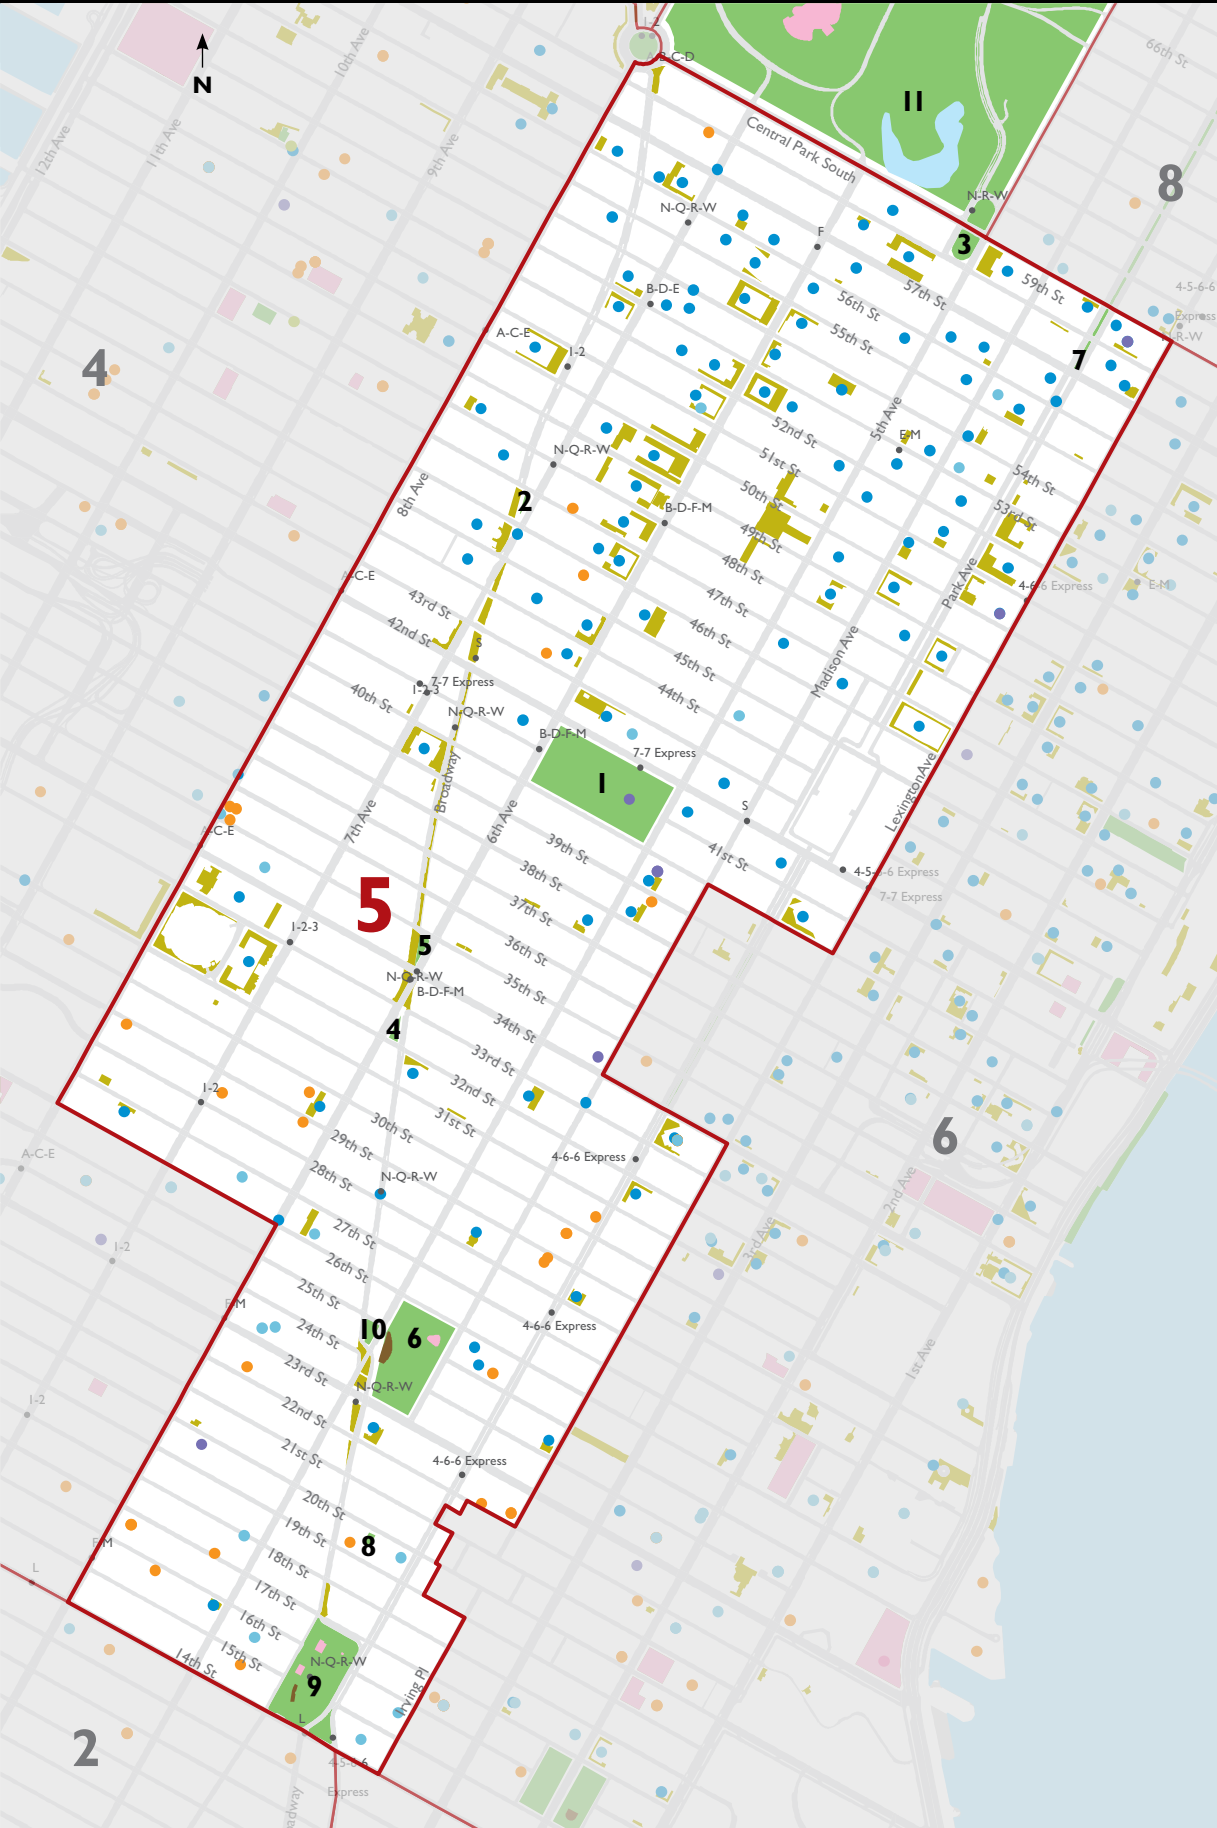 1-2
A-B-C-D
66th St
10th Ave
N
11th Ave
12th Ave
9th Ave
11
Central Park South
8
N-R-W
N-Q-R-W
F
3
59th St
57th St
56th St
55th St
4-5-6-6
Express
N-R-W
B-D-E
A-C-E
1-2
4
7
5th Ave
E-M
52nd St
51st St
50th St
49th St
48th St
54th St
53rd St
N-Q-R-W
8th Ave
2
B-D-F-M
A-C-E
4-6-6 Express
E-M
Park Ave
43rd St
42nd St
47th St
46th St
45th St
44th St
Madison Ave
S
7-7 Express
1-2-3
40th St
N-Q-R-W
B-D-F-M
7-7 Express
1
Broadway
6th Ave
7th Ave
Lexington Ave
S
A-C-E
39th St
41st St
38th St
37th St
36th St
35th St
34th St
33rd St
32nd St
31st St
4-5-6-6 Express
7-7 Express
5
1-2-3
5
N-Q-R-W
B-D-F-M
4
1-2
30th St
29th St
28th St
4-6-6 Express
6
A-C-E
N-Q-R-W
2nd Ave
3rd Ave
27th St
26th St
25th St
24th St
23rd St
22nd St
21st St
1-2
F-M
10
6
4-6-6 Express
1st Ave
N-Q-R-W
1-2
4-6-6 Express
20th St
19th St
18th St
17th St
16th St
15th St
14th St
8
F-M
L
N-Q-R-W
9
L
Irving Pl
2
4-5-6-6
Express